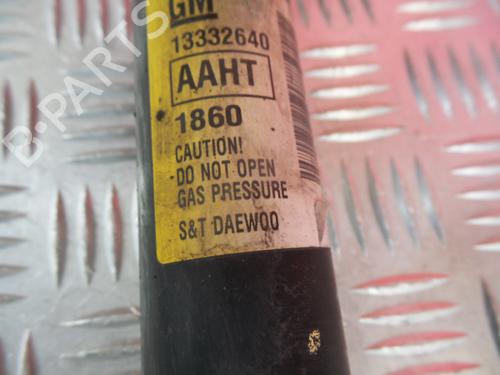 GM
13332640
AAHT
1860
CAUTION!
DO NOT OPEN
GAS PRESSURE
S&T DAEWOO
B-PARTS